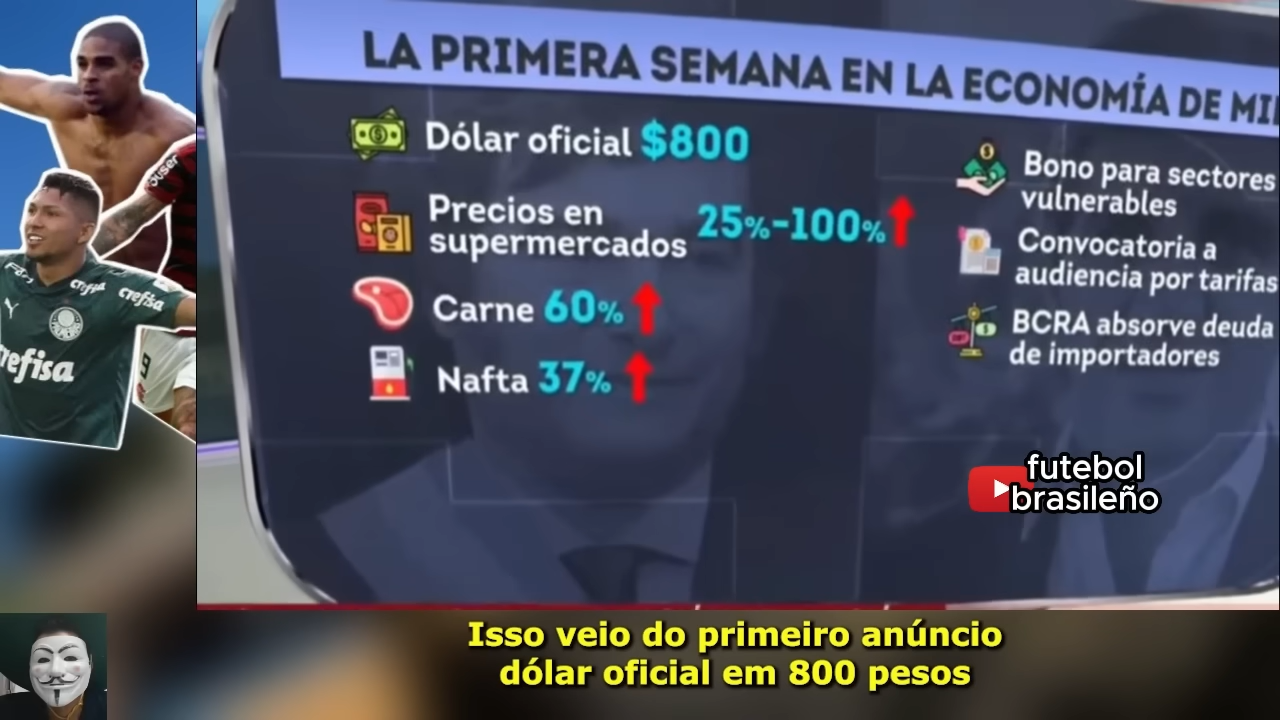 LA PRIMERA SEMANA EN LA ECONOMÍA DE MI
Dólar oficial $800
Precios en
supermercados
25%-100%
Carne 60%
Nafta 37%
Bono para sectores
vulnerables
Convocatoria a
audiencia por tarifas
BCRA absorve deuda
de importadores
futebol
brasileño
crefisa
crefisa
crefisa
Isso veio do primeiro anúncio
dólar oficial em 800 pesos